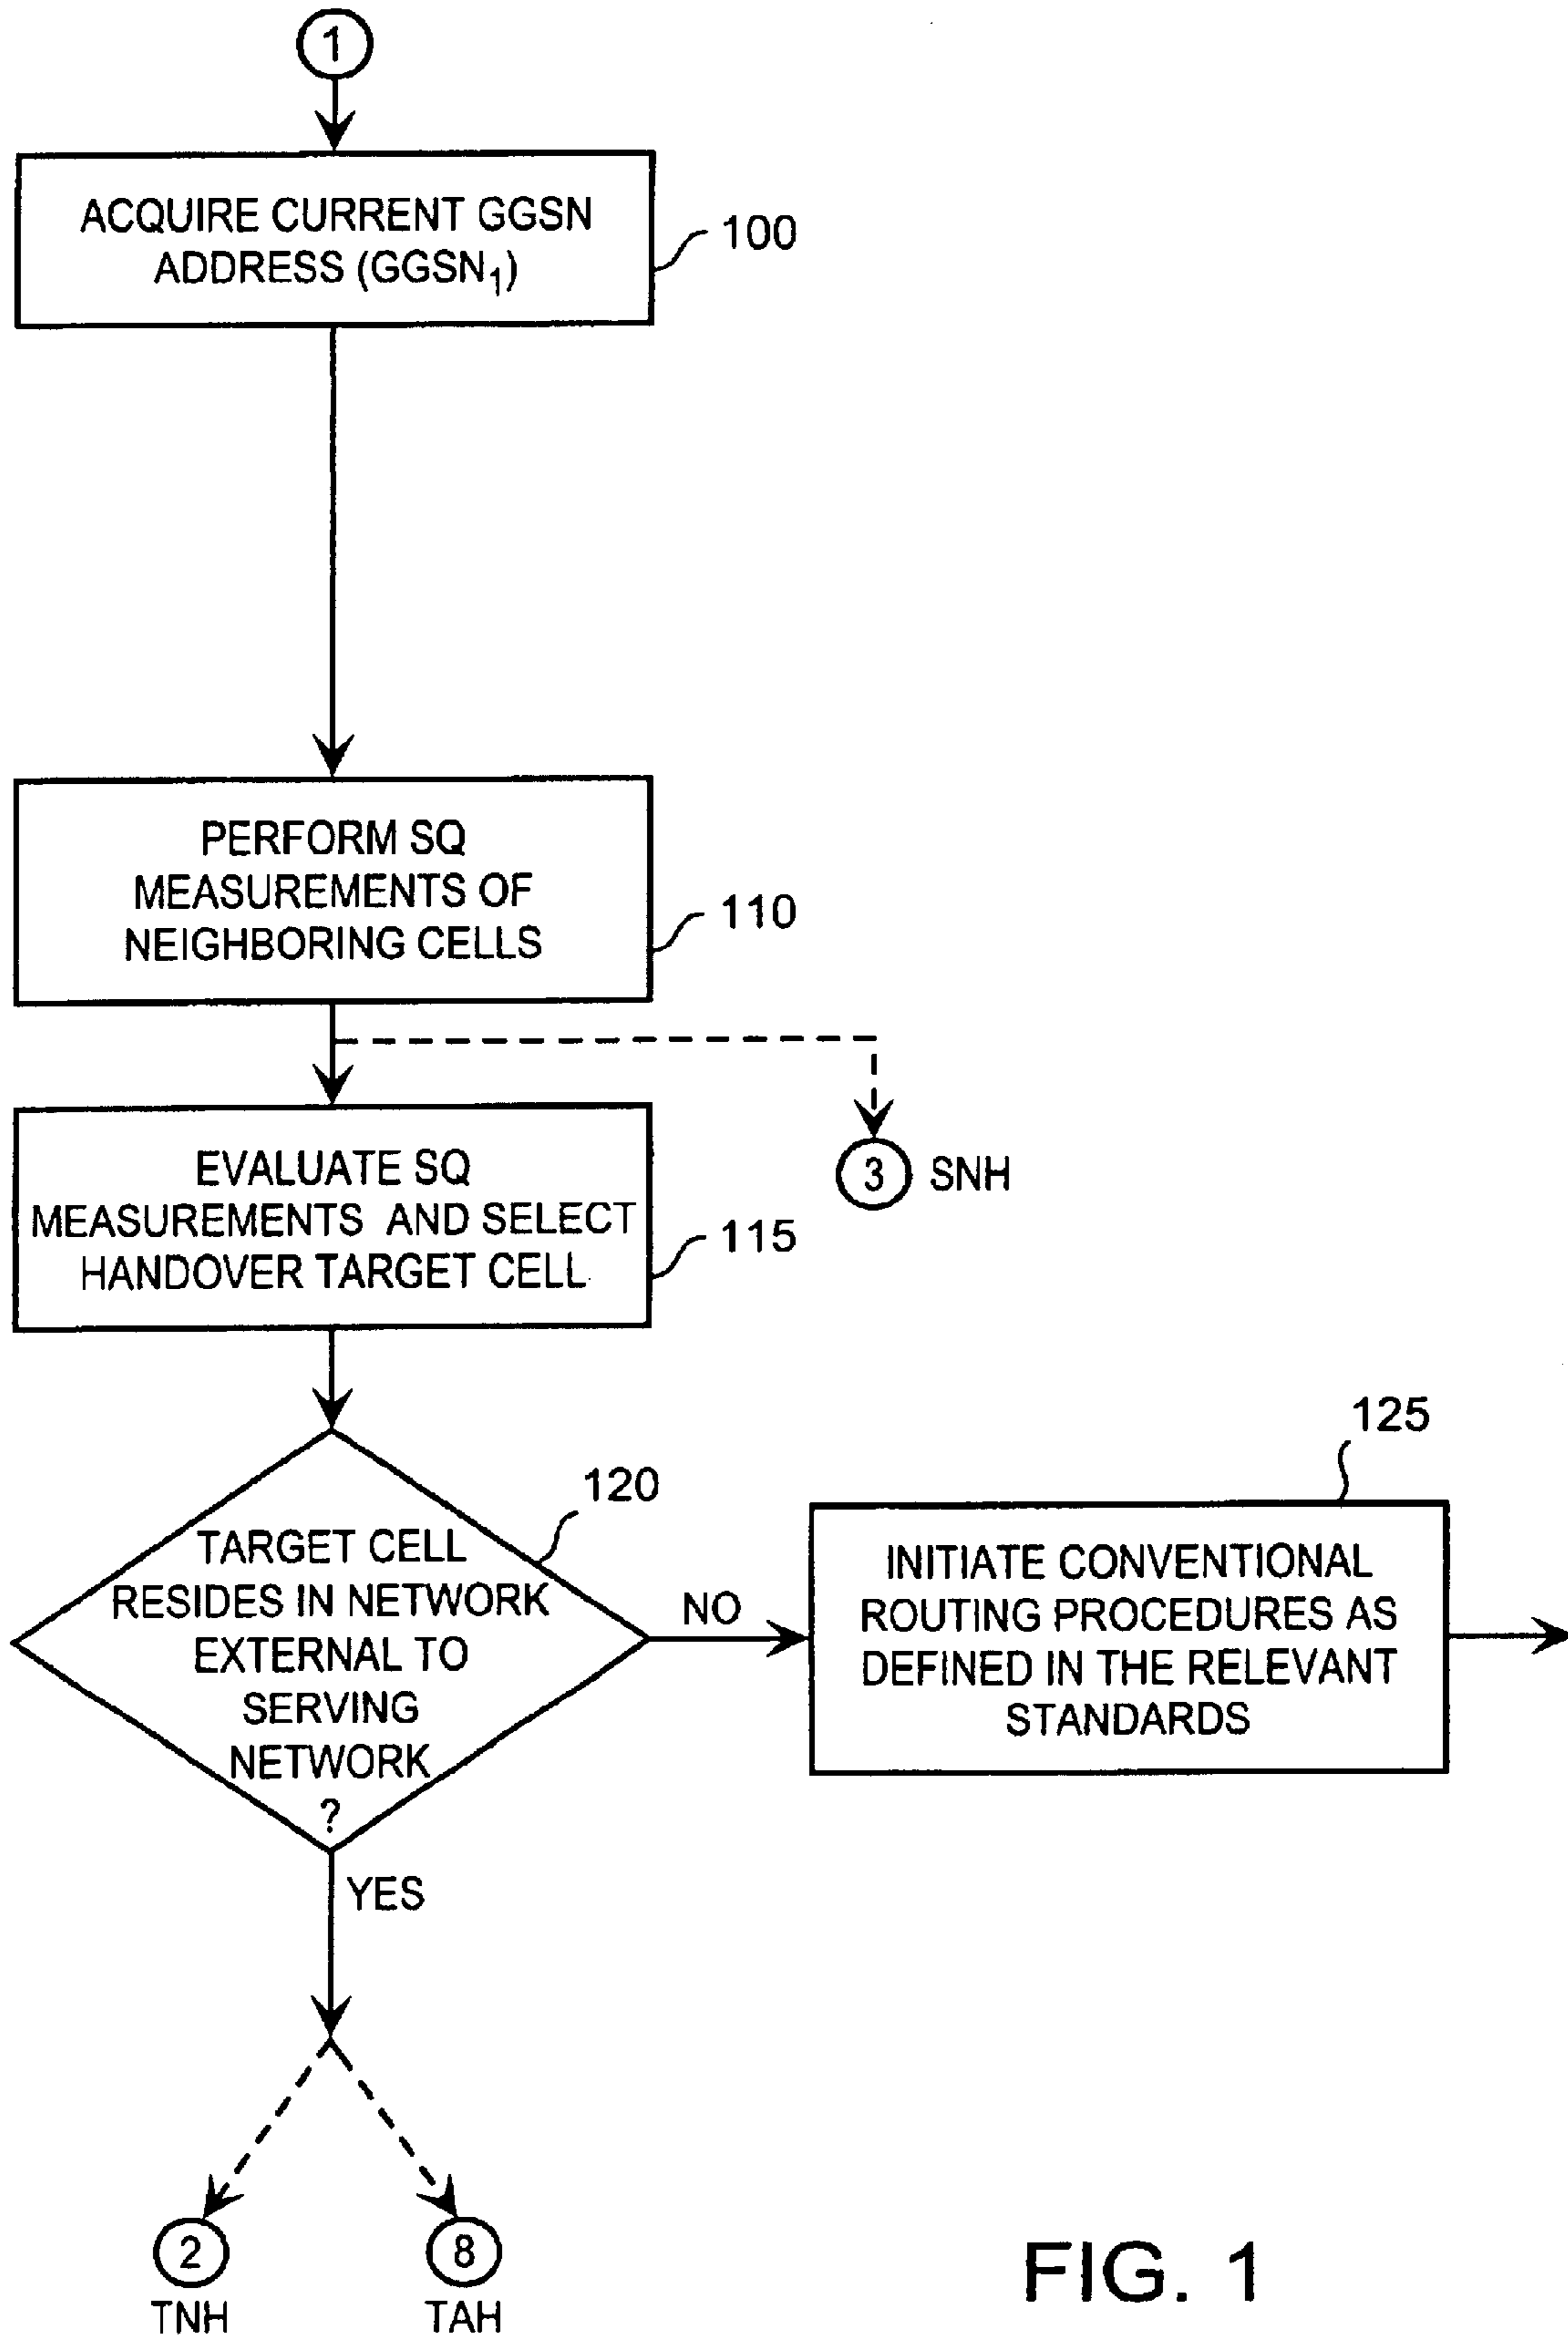 1
ACQUIRE CURRENT GGSN
ADDRESS (GGSN1)
100
PERFORM SQ
MEASUREMENTS OF
NEIGHBORING CELLS
110
3 SNH
EVALUATE SQ
MEASUREMENTS AND SELECT
HANDOVER TARGET CELL
115
120
TARGET CELL
RESIDES IN NETWORK
EXTERNAL TO
SERVING
NETWORK
?
NO
125
INITIATE CONVENTIONAL
ROUTING PROCEDURES AS
DEFINED IN THE RELEVANT
STANDARDS
YES
2
TNH
8
TAH
FIG. 1